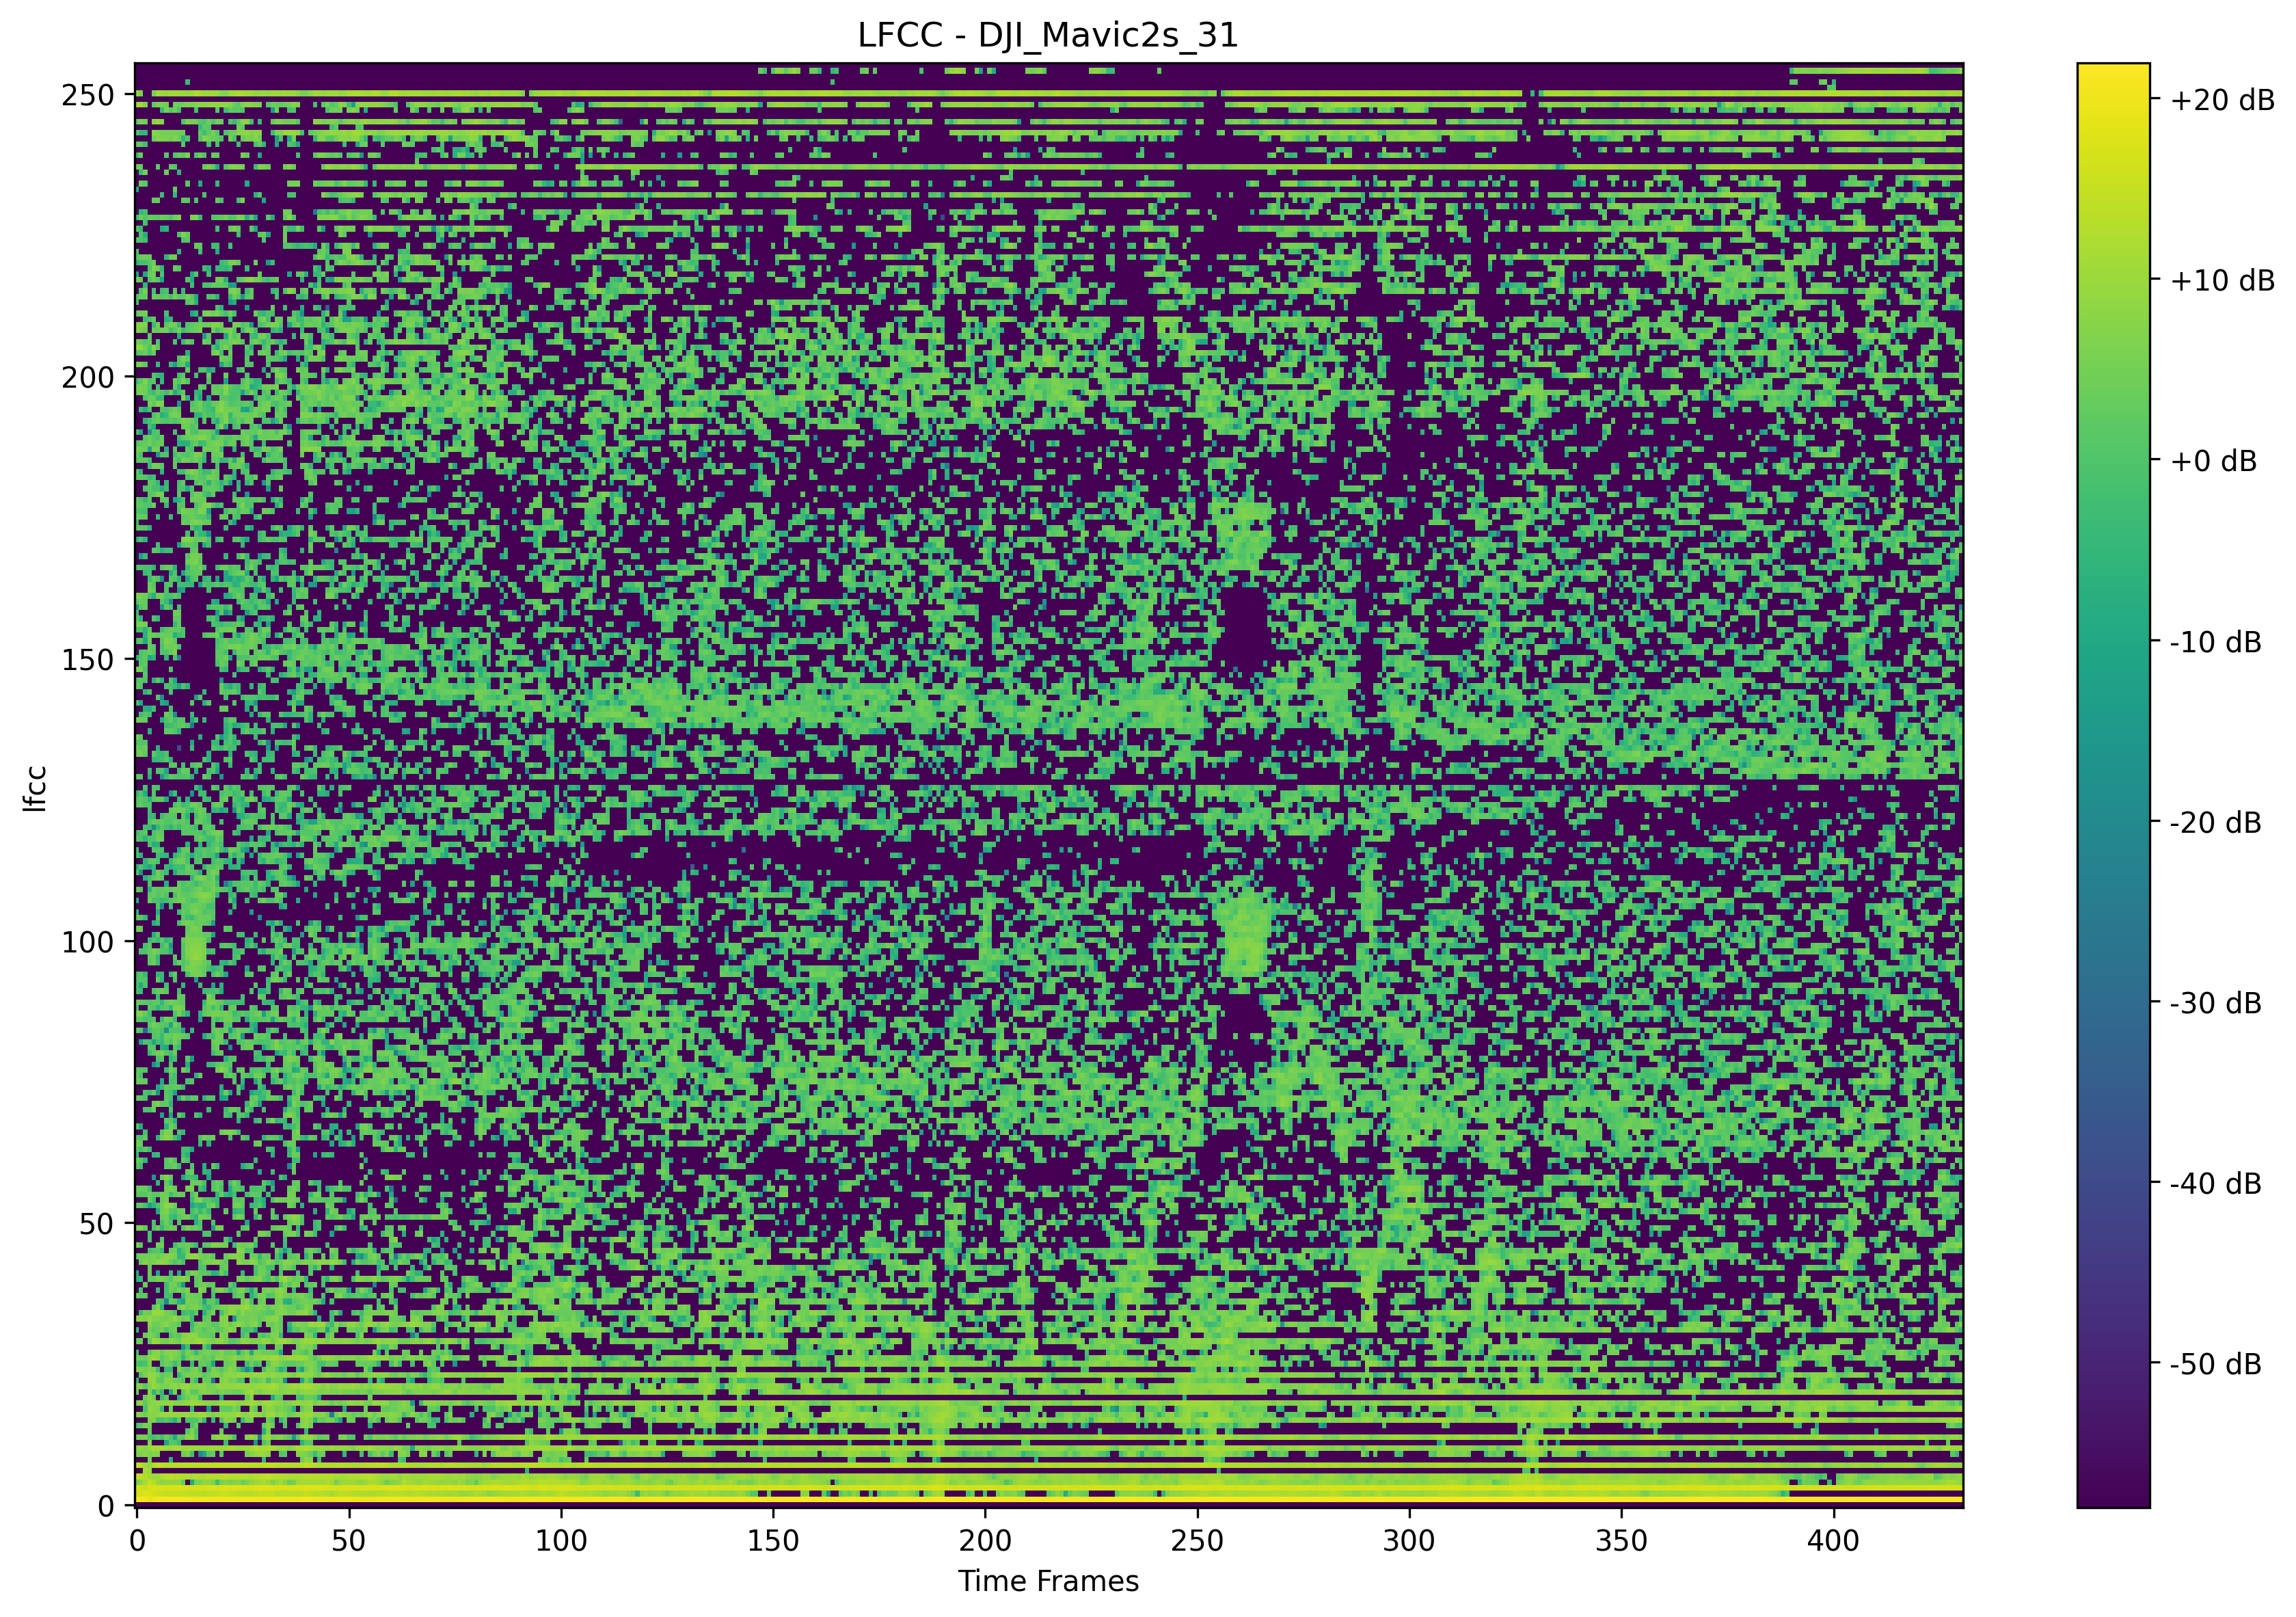 LFCC - DJI_Mavic2s_31
lfcc
250
200
150
100
50
0
0 50 100 150 200 250 300 350 400
Time Frames
+20 dB
+10 dB
+0 dB
-10 dB
-20 dB
-30 dB
-40 dB
-50 dB